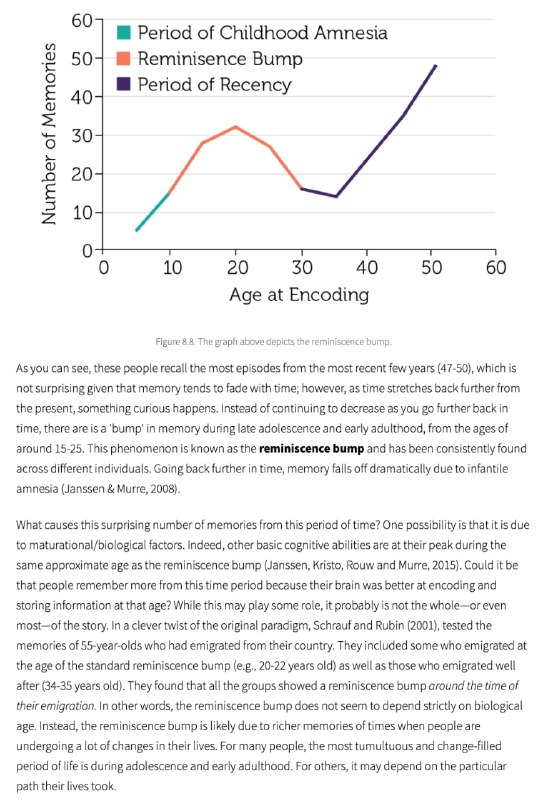 60
Period of Childhood Amnesia
50
Reminisence Bump
Period of Recency
40
30
20
10
0
Number of Memories
0 10 20 30 40 50 60
Age at Encoding
Figure 8.8. The graph above depicts the reminiscence bump.
As you can see, these people recall the most episodes from the most recent few years (47-50), which is
not surprising given that memory tends to fade with time; however, as time stretches back further from
the present, something curious happens. Instead of continuing to decrease as you go further back in
time, there are is a 'bump' in memory during late adolescence and early adulthood, from the ages of
around 15-25. This phenomenon is known as the reminiscence bump and has been consistently found
across different individuals. Going back further in time, memory falls off dramatically due to infantile
amnesia (Janssen & Murre, 2008).
What causes this surprising number of memories from this period of time? One possibility is that it is due
to maturational/biological factors. Indeed, other basic cognitive abilities are at their peak during the
same approximate age as the reminiscence bump (Janssen, Kristo, Rouw and Murre, 2015). Could it be
that people remember more from this time period because their brain was better at encoding and
storing information at that age? While this may play some role, it probably is not the whole—or even
most—of the story. In a clever twist of the original paradigm, Schrauf and Rubin (2001), tested the
memories of 55-year-olds who had emigrated from their country. They included some who emigrated at
the age of the standard reminiscence bump (e.g., 20-22 years old) as well as those who emigrated well
after (34-35 years old). They found that all the groups showed a reminiscence bump around the time of
their emigration. In other words, the reminiscence bump does not seem to depend strictly on biological
age. Instead, the reminiscence bump is likely due to richer memories of times when people are
undergoing a lot of changes in their lives. For many people, the most tumultuous and change-filled
period of life is during adolescence and early adulthood. For others, it may depend on the particular
path their lives took.